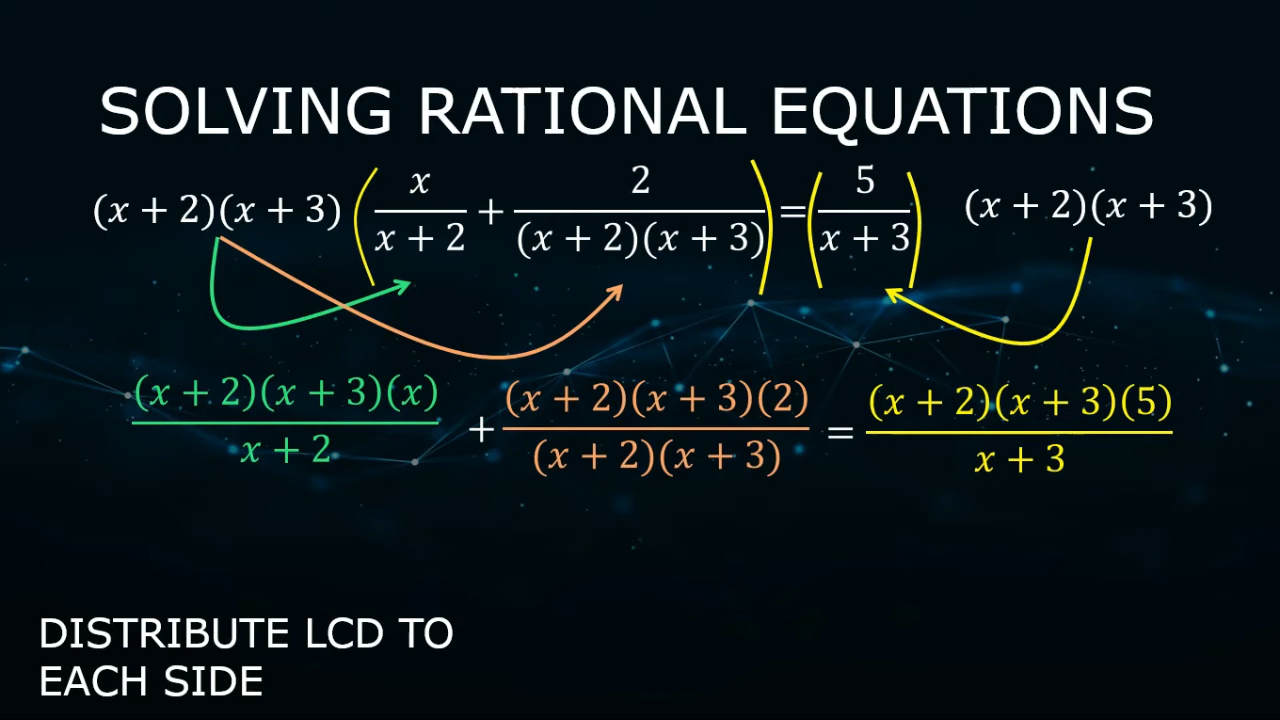 SOLVING RATIONAL EQUATIONS
(x + 2)(x + 3) ( x/(x + 2) + 2/((x + 2)(x + 3)) ) = ( 5/(x + 3) ) (x + 2)(x + 3)
(x + 2)(x + 3)(x)/(x + 2) + (x + 2)(x + 3)(2)/((x + 2)(x + 3)) = (x + 2)(x + 3)(5)/(x + 3)
DISTRIBUTE LCD TO
EACH SIDE